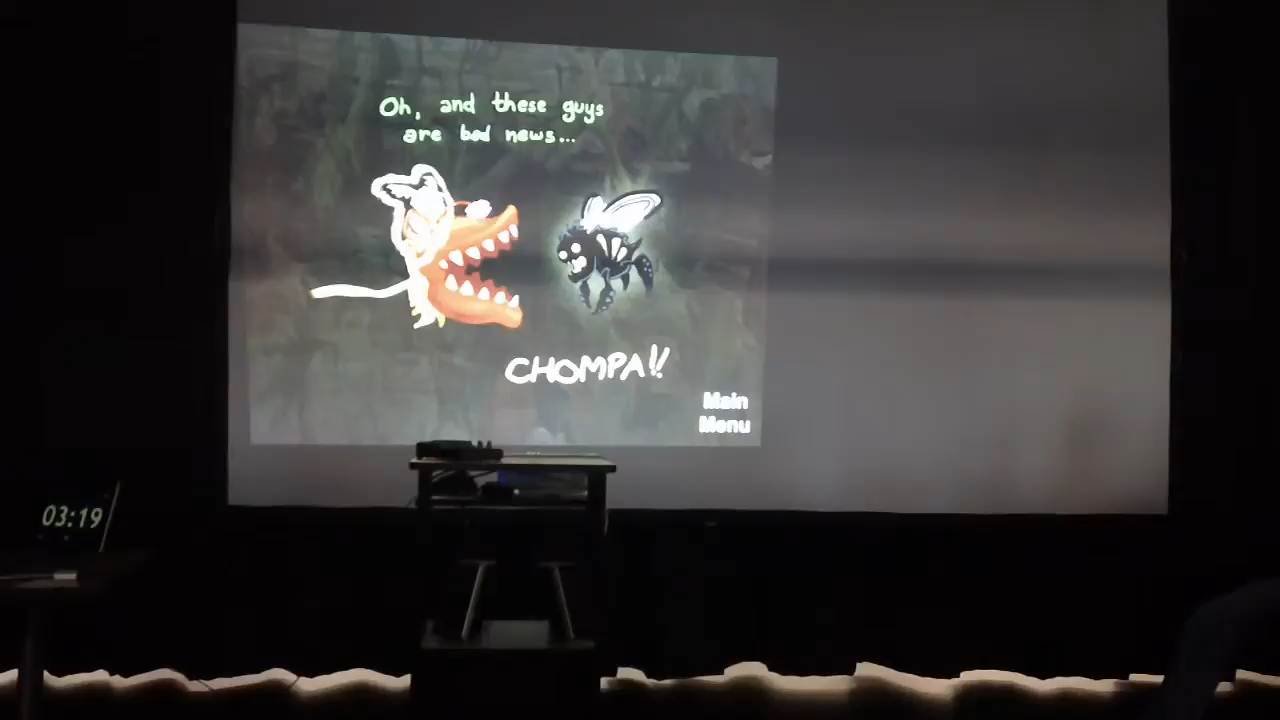 Oh, and these guys
are bad news...
CHOMPA!!
Main
Menu
03:19